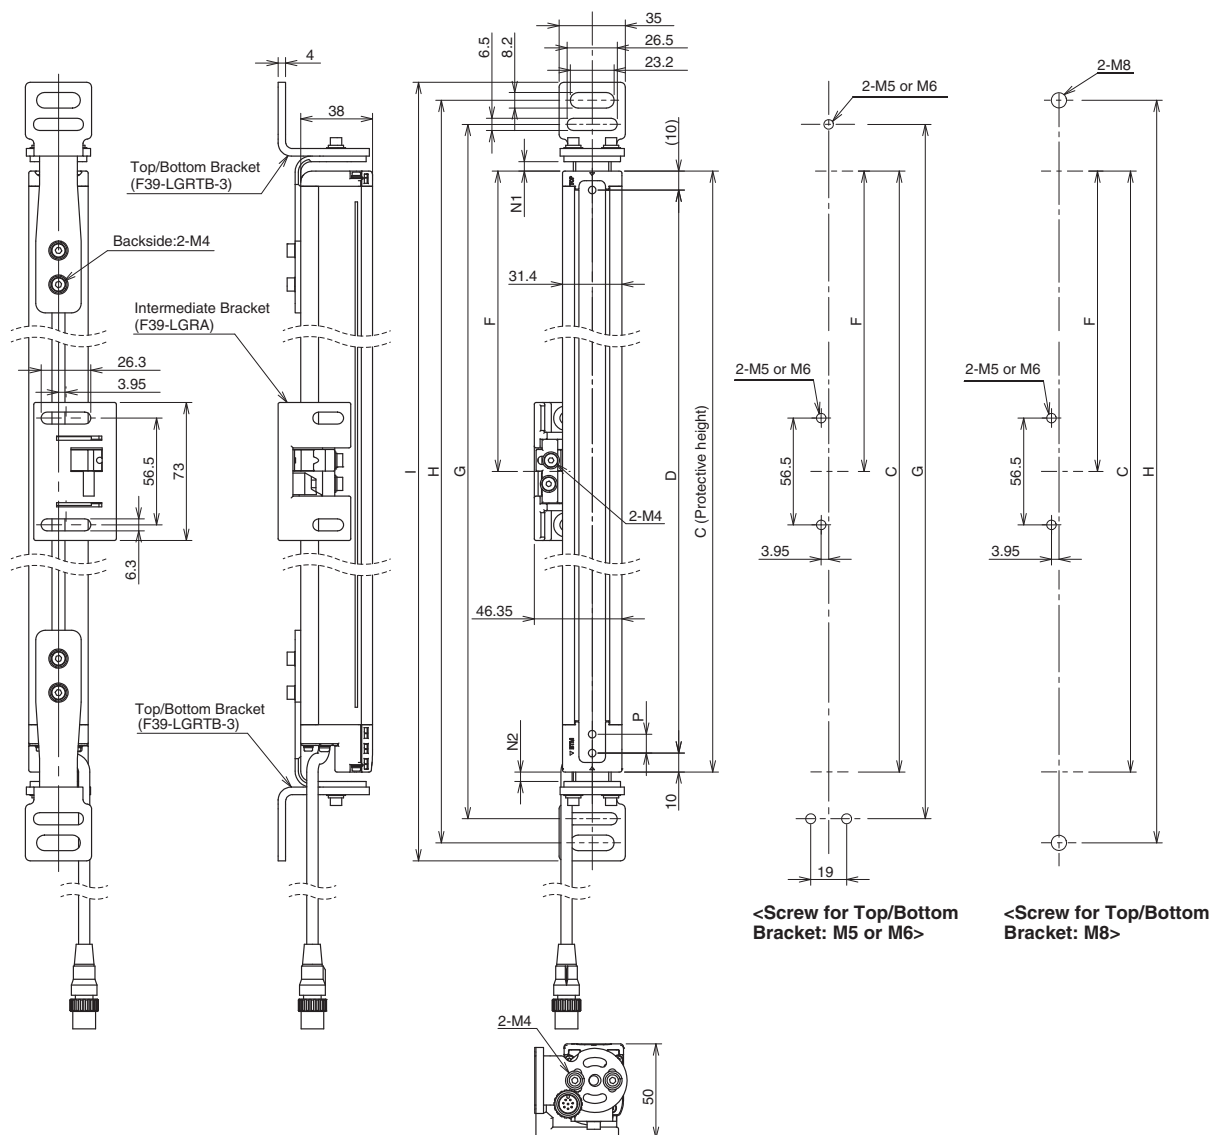 35
26.5
23.2
6.5
8.2
4
38
(10)
2-M5 or M6
2-M8
Top/Bottom Bracket
(F39-LGRTB-3)
N1
TOP
Backside:2-M4
31.4
Intermediate Bracket
(F39-LGRA)
F
F
F
26.3
3.95
2-M5 or M6
2-M5 or M6
56.5
73
I
H
G
D
C (Protective height)
56.5
C
G
56.5
C
H
2-M4
6.3
3.95
3.95
46.35
Top/Bottom Bracket
(F39-LGRTB-3)
N2
P
BTM
10
19
<Screw for Top/Bottom
Bracket: M5 or M6>
<Screw for Top/Bottom
Bracket: M8>
2-M4
50